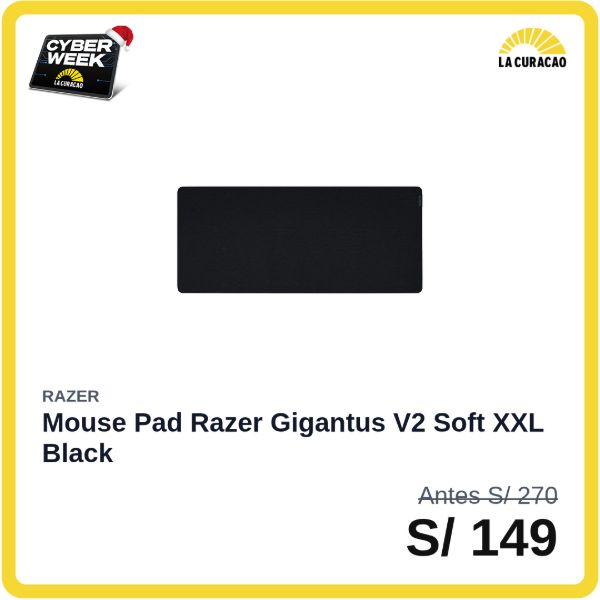 CYBER
WEEK
LA CURACAO
LA CURACAO
RAZER
Mouse Pad Razer Gigantus V2 Soft XXL
Black
Antes S/ 270
S/ 149